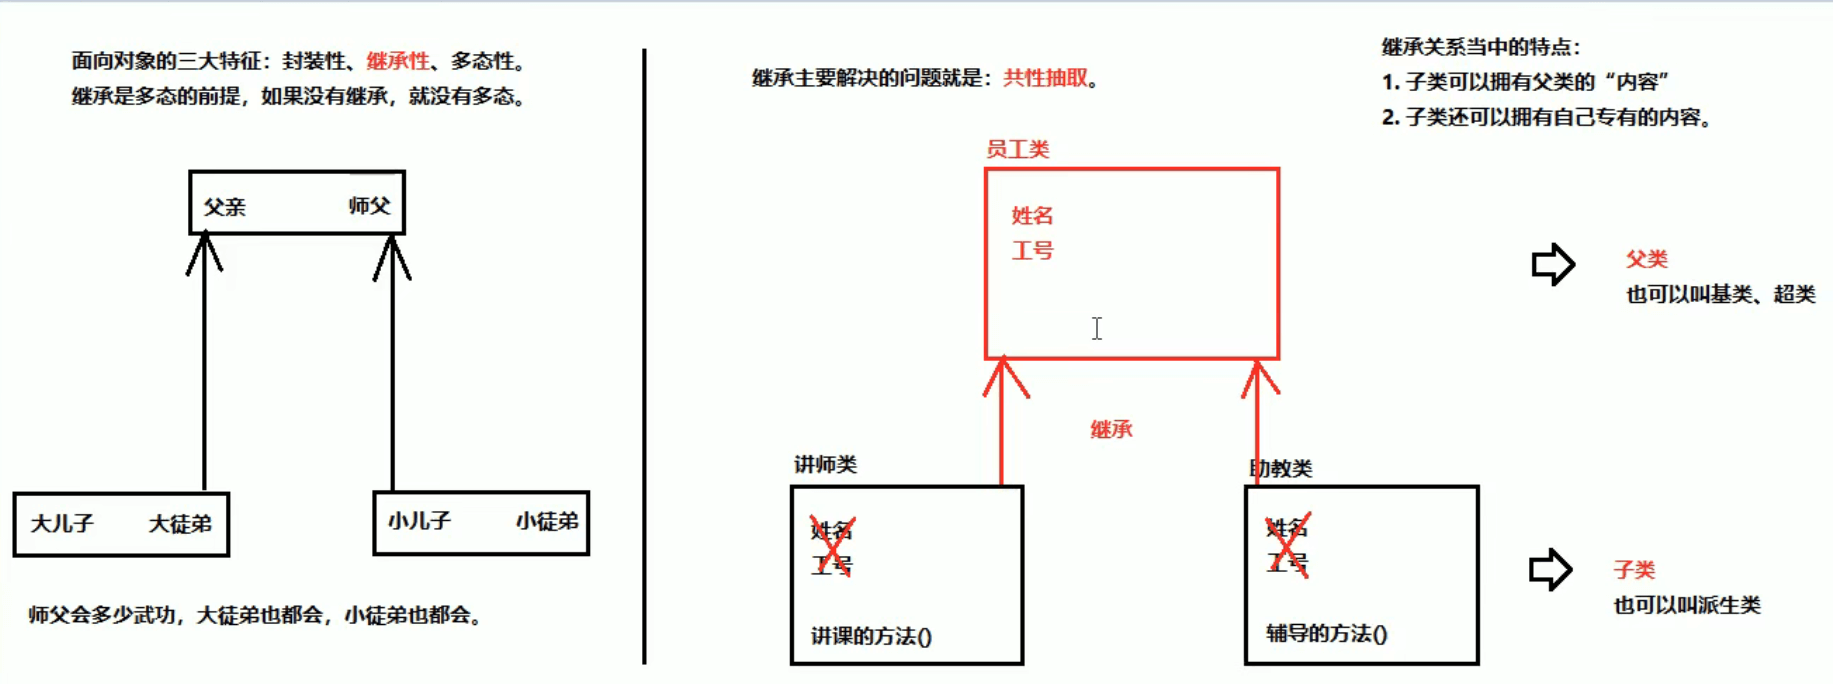 面向对象的三大特征：封装性、继承性、多态性。
继承是多态的前提，如果没有继承，就没有多态。
父亲 师父
大儿子 大徒弟
小儿子 小徒弟
师父会多少武功，大徒弟也都会，小徒弟也都会。
继承主要解决的问题就是：共性抽取。
员工类
姓名
工号
继承
讲师类
姓名
工号
讲课的方法()
助教类
姓名
工号
辅导的方法()
继承关系当中的特点：
1. 子类可以拥有父类的“内容”
2. 子类还可以拥有自己专有的内容。
父类
也可以叫基类、超类
子类
也可以叫派生类